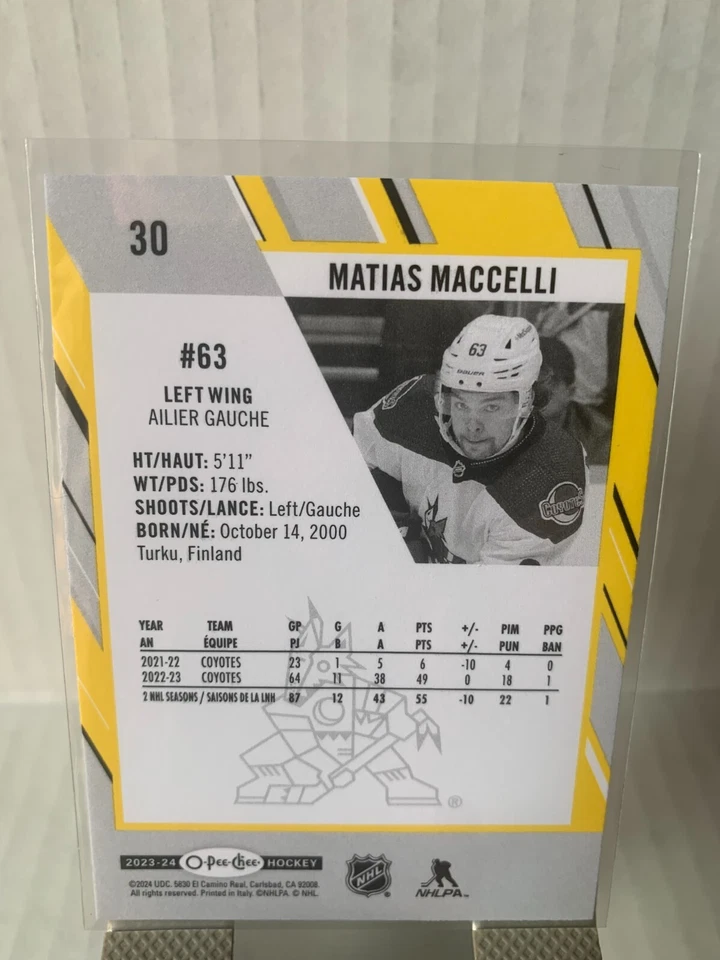 30
MATIAS MACCELLI
#63
LEFT WING
AILIER GAUCHE
HT/HAUT: 5'11"
WT/PDS: 176 lbs.
SHOOTS/LANCE: Left/Gauche
BORN/NÉ: October 14, 2000
Turku, Finland
63
BAUER
COYOTES
YEAR TEAM GP G A PTS +/- PIM PPG
AN ÉQUIPE PJ B A PTS +/- PUN BAN
2021-22 COYOTES 23 1 5 6 -10 4 0
2022-23 COYOTES 64 11 38 49 0 18 1
2 NHL SEASONS / SAISONS DE LA LNH 87 12 43 55 -10 22 1
®
2023-24 O-Pee-Chee HOCKEY
©2024 UDC. 5830 El Camino Real, Carlsbad, CA 92008.
All rights reserved. Printed in Italy. ©NHLPA. © NHL.
NHL
NHLPA